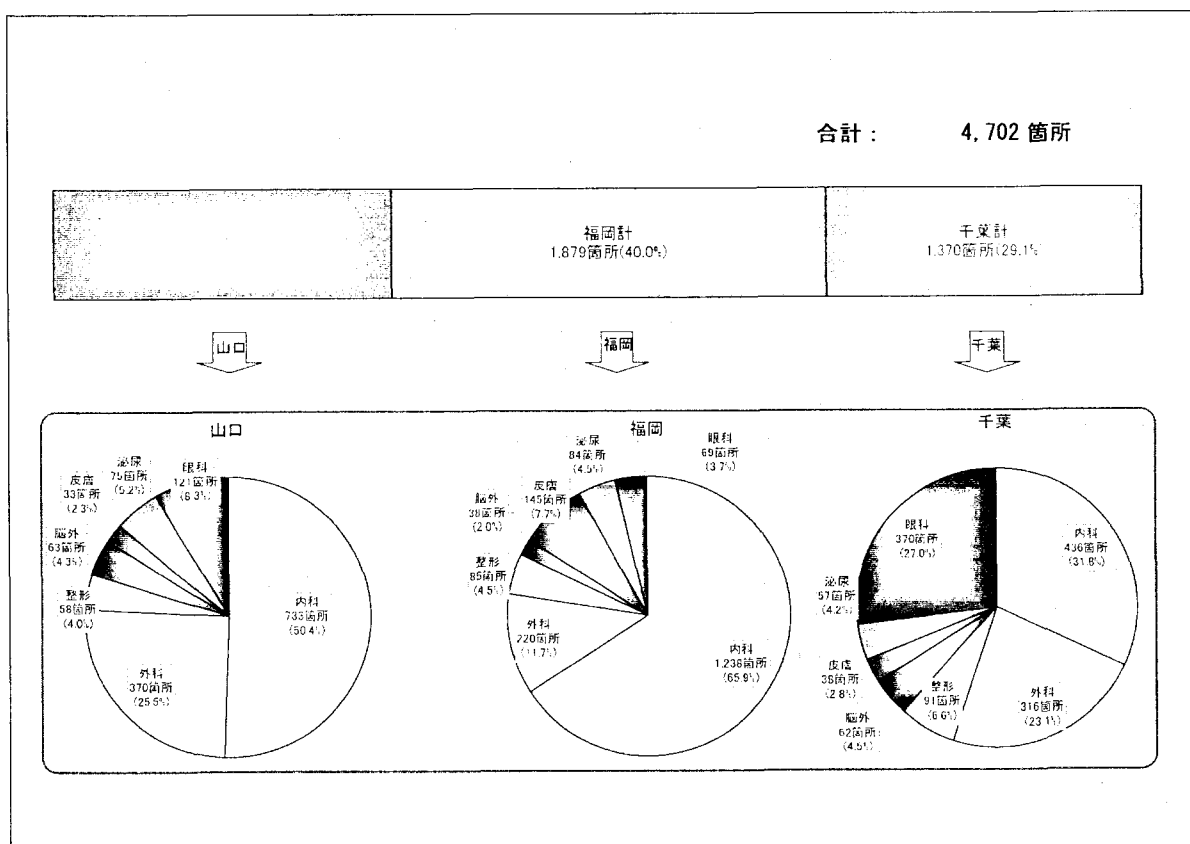 合計： 4,702 箇所
福岡計
1,879箇所(40.0%)
千葉計
1,370箇所(29.1%
山口
福岡
千葉
山口
泌尿
75箇所
(5.2%)
眼科
121箇所
(8.3%)
皮膚
33箇所
(2.3%)
脳外
63箇所
(4.3%)
整形
58箇所
(4.0%)
外科
370箇所
(25.5%)
内科
733箇所
(50.4%)
福岡
泌尿
84箇所
(4.5%)
眼科
69箇所
(3.7%)
皮膚
145箇所
(7.7%)
脳外
38箇所
(2.0%)
整形
85箇所
(4.5%)
外科
220箇所
(11.7%)
内科
1,238箇所
(65.9%)
千葉
眼科
370箇所
(27.0%)
内科
436箇所
(31.8%)
泌尿
57箇所
(4.2%)
皮膚
38箇所
(2.8%)
脳外
62箇所
(4.5%)
整形
91箇所
(6.6%)
外科
316箇所
(23.1%)